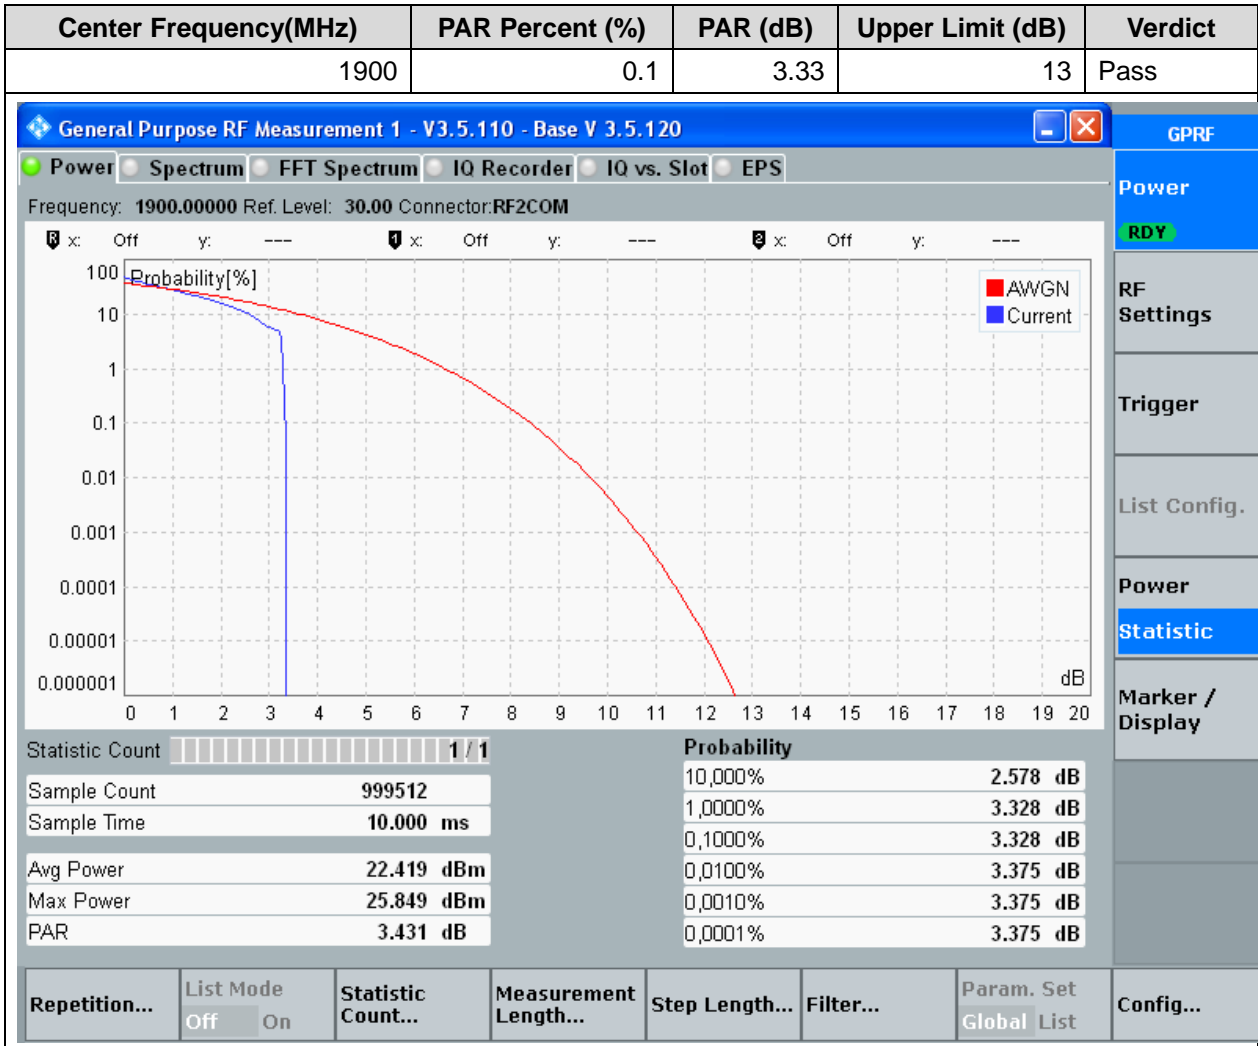 Center Frequency(MHz) PAR Percent (%) PAR (dB) Upper Limit (dB) Verdict
1900 0.1 3.33 13 Pass
General Purpose RF Measurement 1 - V3.5.110 - Base V 3.5.120
GPRF
Power Spectrum FFT Spectrum IQ Recorder IQ vs. Slot EPS
Frequency: 1900.00000 Ref. Level: 30.00 Connector:RF2COM
R x: Off y: --- 1 x: Off y: --- 2 x: Off y: ---
Probability[%]
100
10
1
0.1
0.01
0.001
0.0001
0.00001
0.000001
AWGN
Current
dB
0 1 2 3 4 5 6 7 8 9 10 11 12 13 14 15 16 17 18 19 20
Statistic Count 1 / 1
Sample Count 999512
Sample Time 10.000 ms
Avg Power 22.419 dBm
Max Power 25.849 dBm
PAR 3.431 dB
Probability
10,000% 2.578 dB
1,0000% 3.328 dB
0,1000% 3.328 dB
0,0100% 3.375 dB
0,0010% 3.375 dB
0,0001% 3.375 dB
Power
RDY
RF
Settings
Trigger
List Config.
Power
Statistic
Marker /
Display
Repetition...
List Mode
Off On
Statistic
Count...
Measurement
Length...
Step Length...
Filter...
Param. Set
Global List
Config...